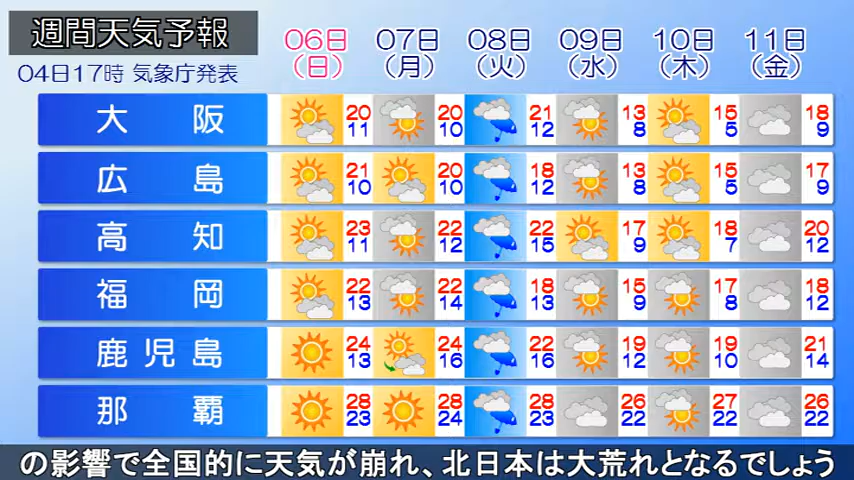 週間天気予報
04日17時 気象庁発表
06日 07日 08日 09日 10日 11日
(日) (月) (火) (水) (木) (金)
大阪 20 11 20 10 21 12 13 8 15 5 18 9
広島 21 10 20 10 18 12 13 8 15 5 17 9
高知 23 11 22 12 22 15 17 9 18 7 20 12
福岡 22 13 22 14 18 13 15 9 17 8 18 12
鹿児島 24 13 24 16 22 16 19 12 19 10 21 14
那覇 28 23 28 24 28 23 26 22 27 22 26 22
の影響で全国的に天気が崩れ、北日本は大荒れとなるでしょう